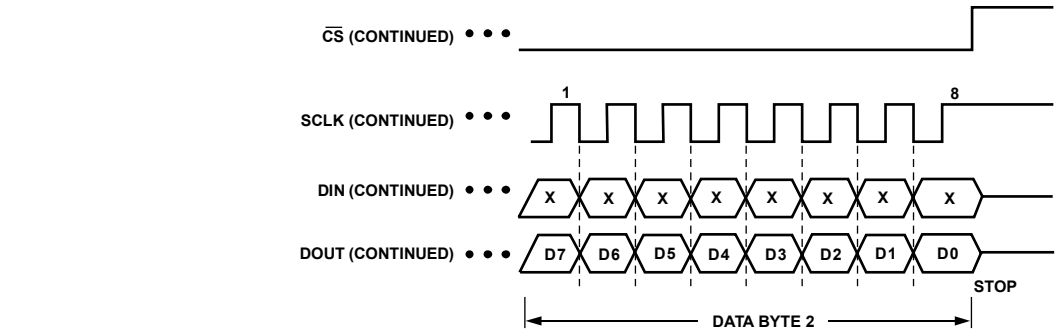 C̅S̅ (CONTINUED)
1 8
SCLK (CONTINUED)
DIN (CONTINUED) X X X X X X X X
DOUT (CONTINUED) D7 D6 D5 D4 D3 D2 D1 D0
STOP
DATA BYTE 2